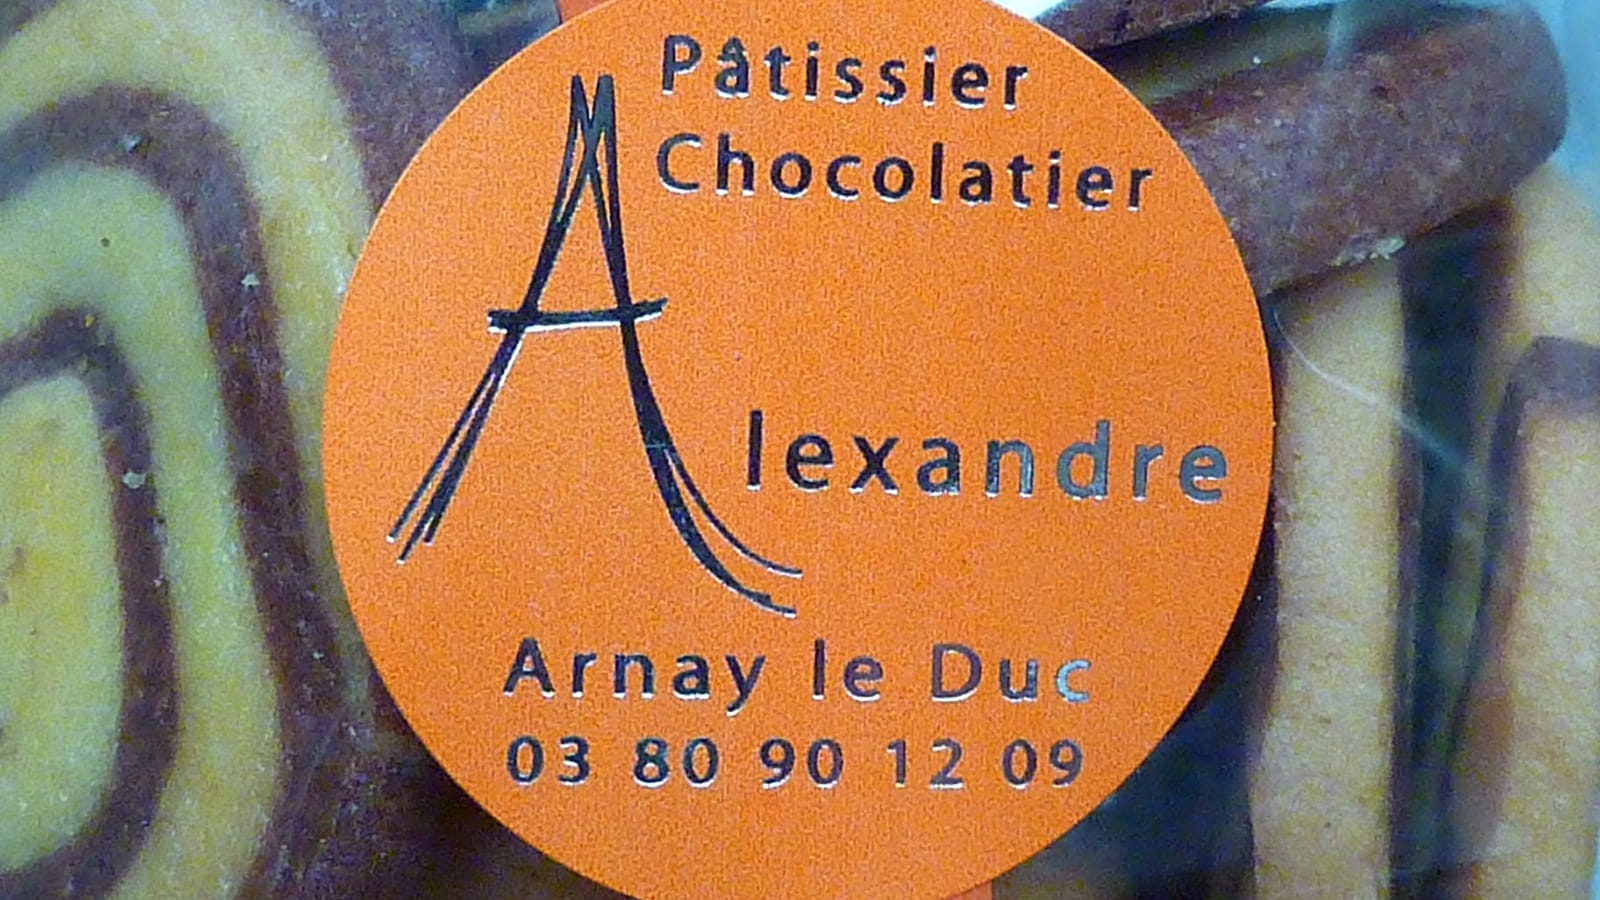 Pâtissier
Chocolatier
Alexandre
Arnay le Duc
03 80 90 12 09